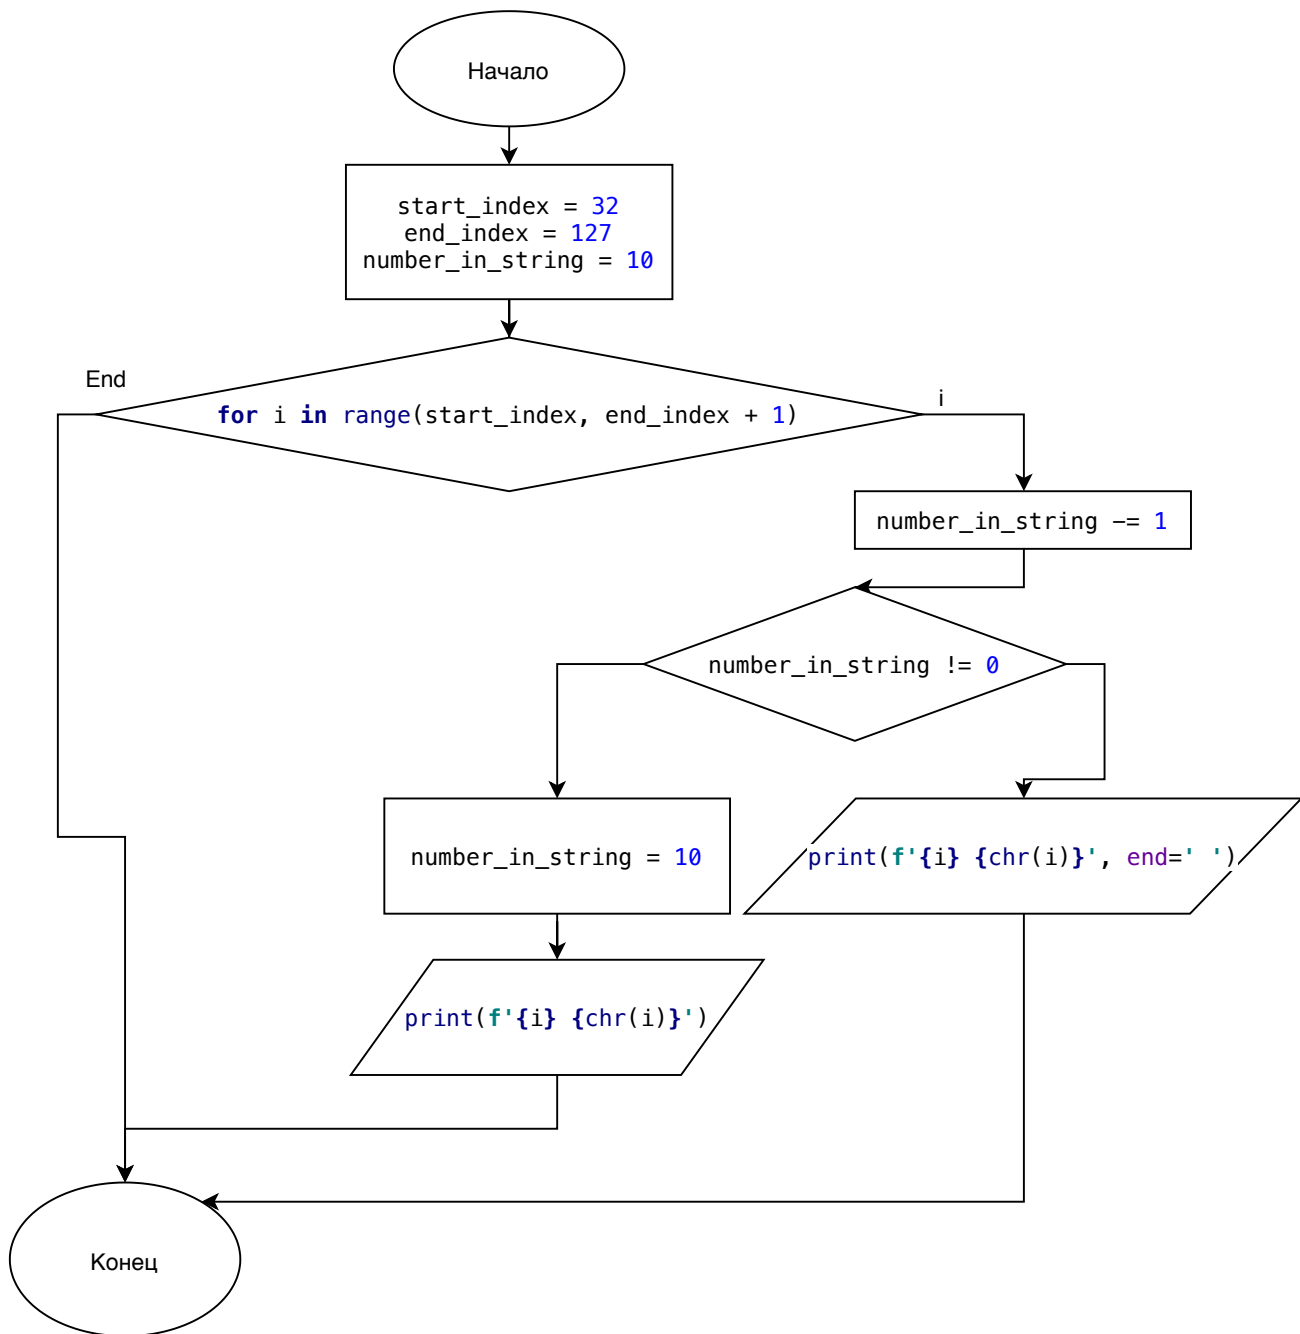 Начало
start_index = 32
end_index = 127
number_in_string = 10
End
for i in range(start_index, end_index + 1)
i
number_in_string −= 1
number_in_string != 0
number_in_string = 10
print(f'{i} {chr(i)}', end=' ')
print(f'{i} {chr(i)}')
Конец